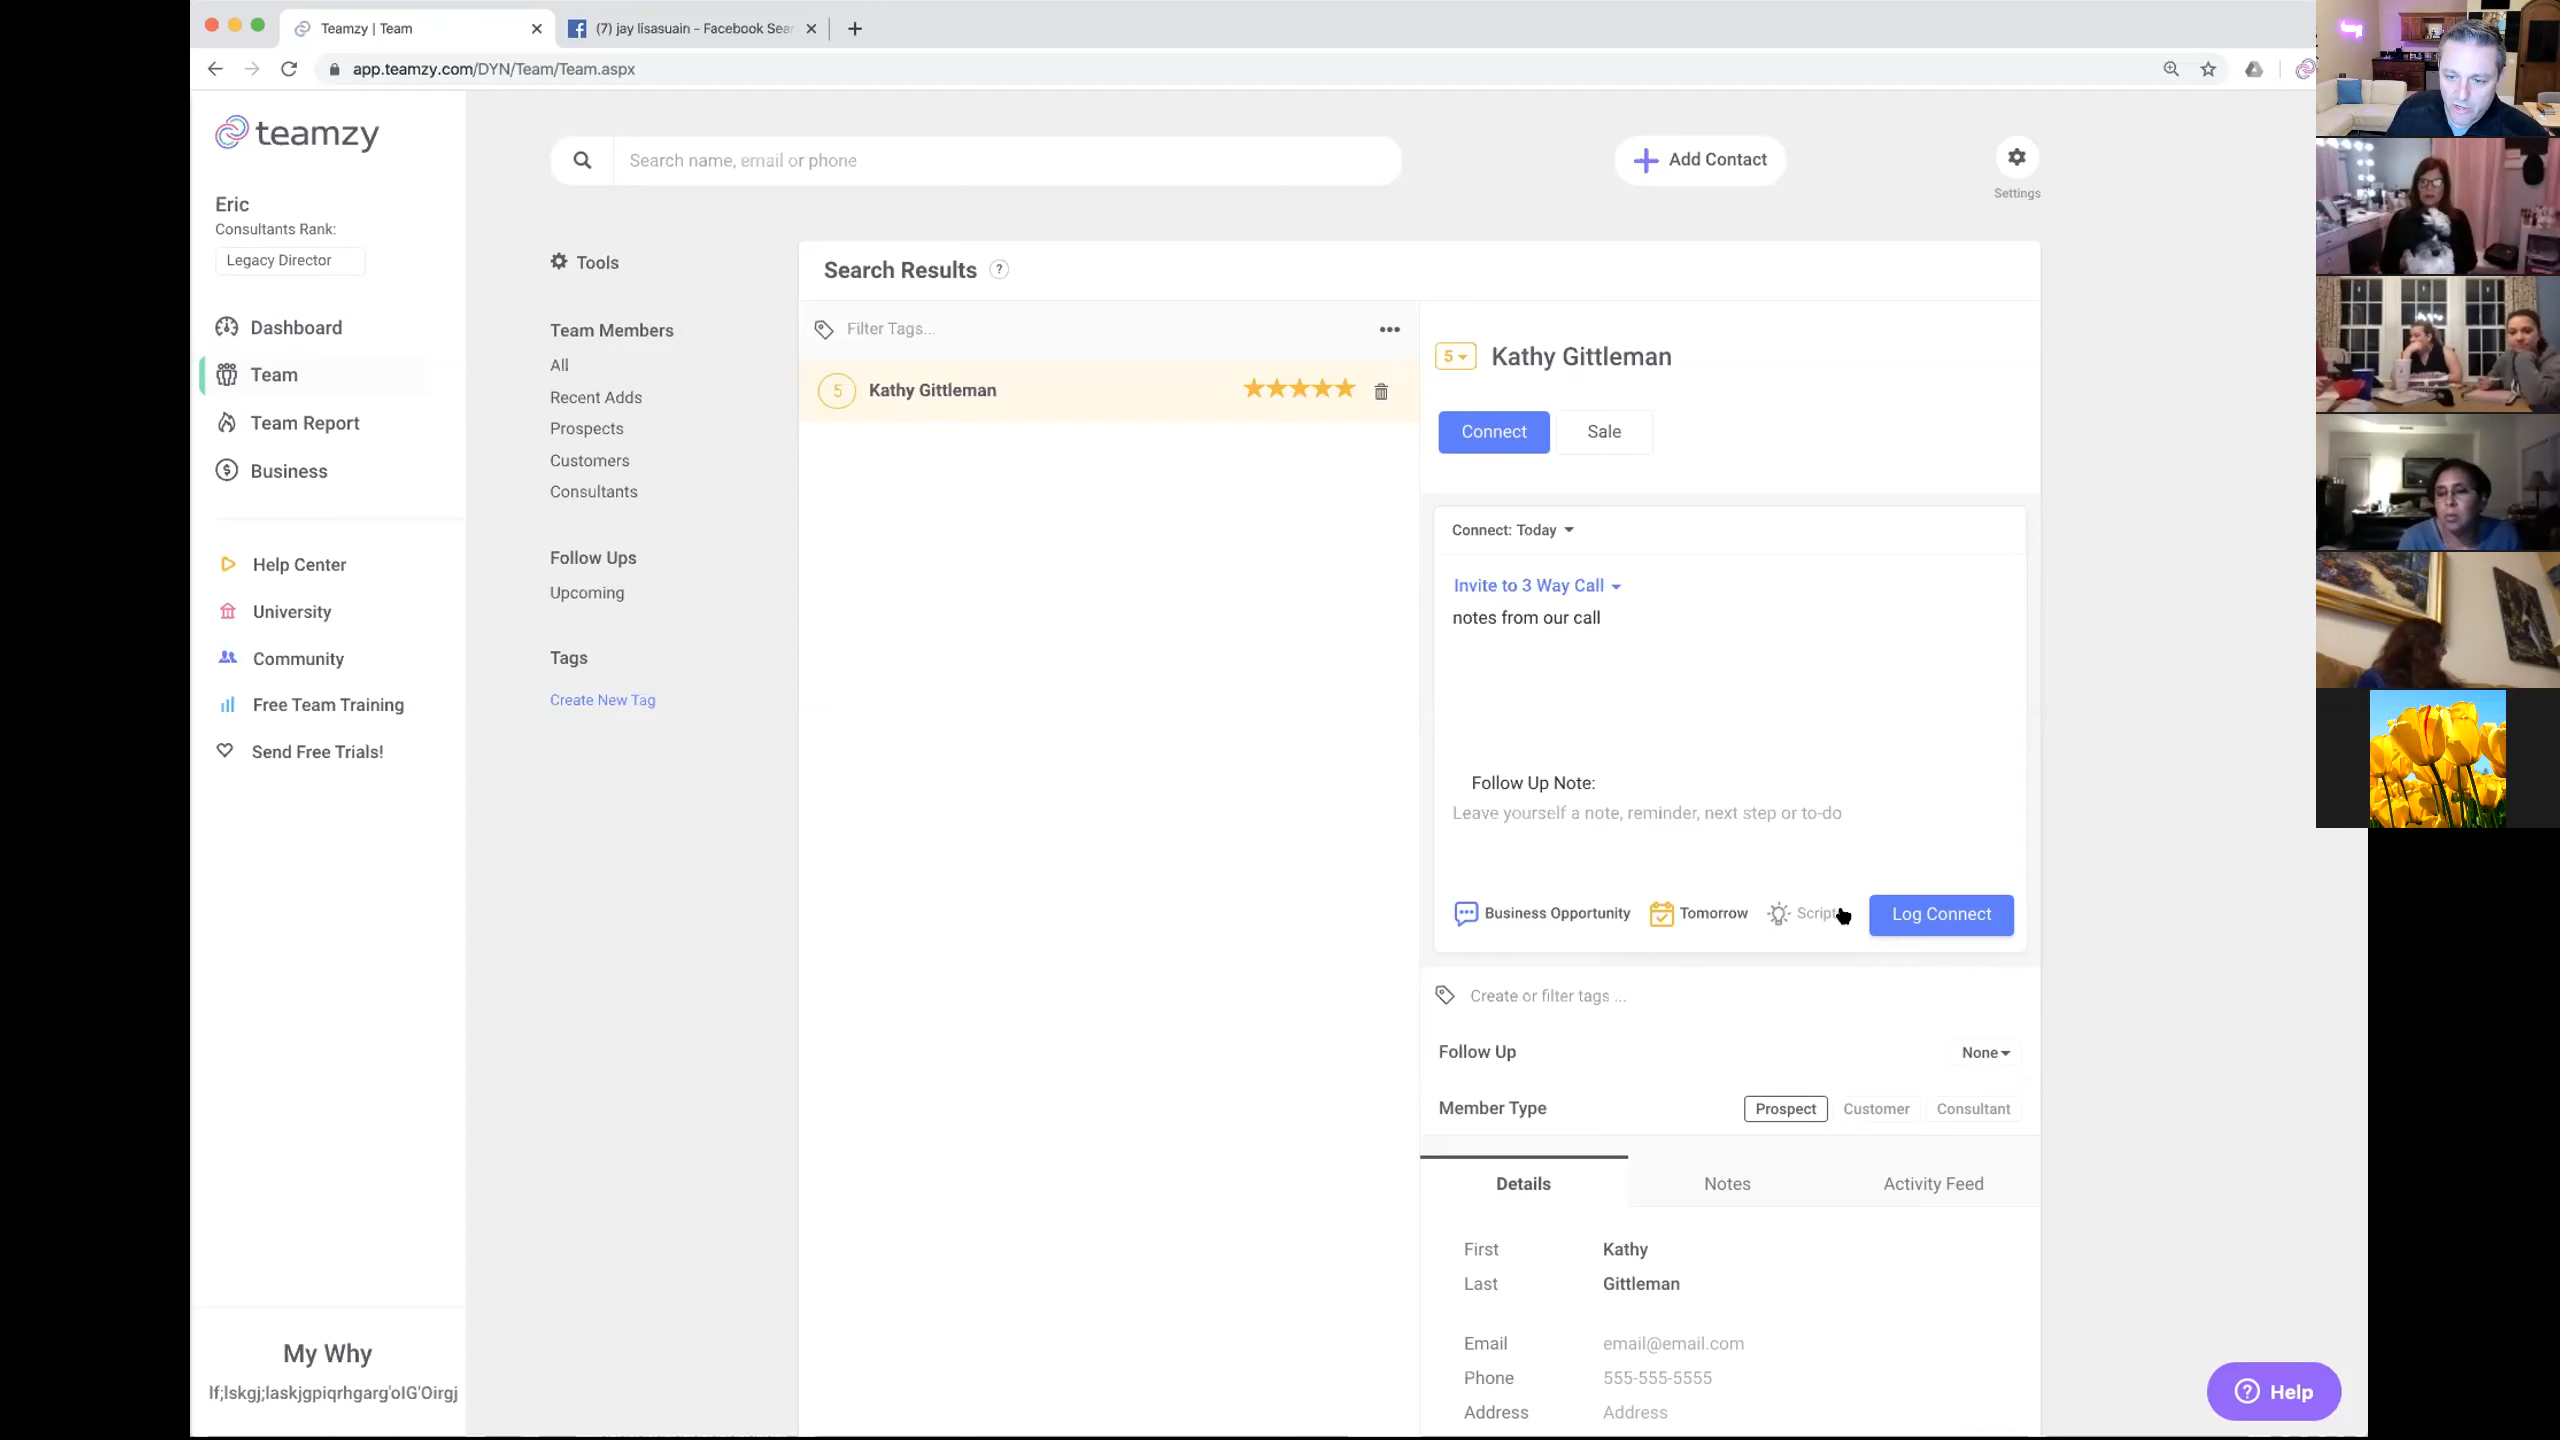 Teamzy | Team
(7) jay lisasuain - Facebook Sear
app.teamzy.com/DYN/Team/Team.aspx
teamzy
Eric
Consultants Rank:
Legacy Director
Dashboard
Team
Team Report
Business
Help Center
University
Community
Free Team Training
Send Free Trials!
My Why
lf;lskgj;laskjgpiqrhgarg'oIG'Oirgj
Search name, email or phone
Add Contact
Settings
Tools
Team Members
All
Recent Adds
Prospects
Customers
Consultants
Follow Ups
Upcoming
Tags
Create New Tag
Search Results ?
Filter Tags...
5 Kathy Gittleman
5 Kathy Gittleman
Connect Sale
Connect: Today
Invite to 3 Way Call
notes from our call
Follow Up Note:
Leave yourself a note, reminder, next step or to-do
Business Opportunity Tomorrow Script Log Connect
Create or filter tags ...
Follow Up None
Member Type Prospect Customer Consultant
Details Notes Activity Feed
First Kathy
Last Gittleman
Email email@email.com
Phone 555-555-5555
Address Address
? Help